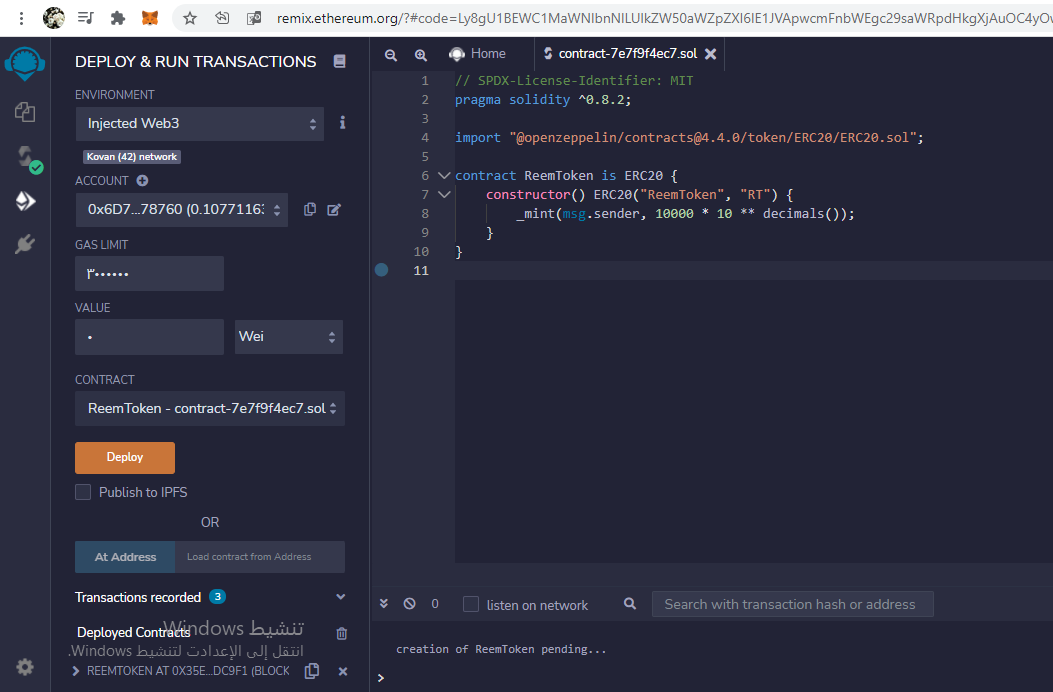 remix.ethereum.org/?#code=Ly8gU1BEWC1MaWNlbnNlLUlkZW50aWZpZXI6IE1JVApwcmFnbWEgc29saWRpdHkgXjAuOC4yOw
DEPLOY & RUN TRANSACTIONS
ENVIRONMENT
Injected Web3
Kovan (42) network
ACCOUNT
0x6D7...78760 (0.10771163
GAS LIMIT
٣٠٠٠٠٠٠
VALUE
٠
Wei
CONTRACT
ReemToken - contract-7e7f9f4ec7.sol
Deploy
Publish to IPFS
OR
At Address
Load contract from Address
Transactions recorded 3
Deployed Contracts
تنشيط Windows
انتقل إلى الإعدادت لتنشيط Windows.
REEMTOKEN AT 0X35E...DC9F1 (BLOCK
Home
contract-7e7f9f4ec7.sol
1 // SPDX-License-Identifier: MIT
2 pragma solidity ^0.8.2;
3
4 import "@openzeppelin/contracts@4.4.0/token/ERC20/ERC20.sol";
5
6 contract ReemToken is ERC20 {
7 constructor() ERC20("ReemToken", "RT") {
8 _mint(msg.sender, 10000 * 10 ** decimals());
9 }
10 }
11
0
listen on network
Search with transaction hash or address
creation of ReemToken pending...
>